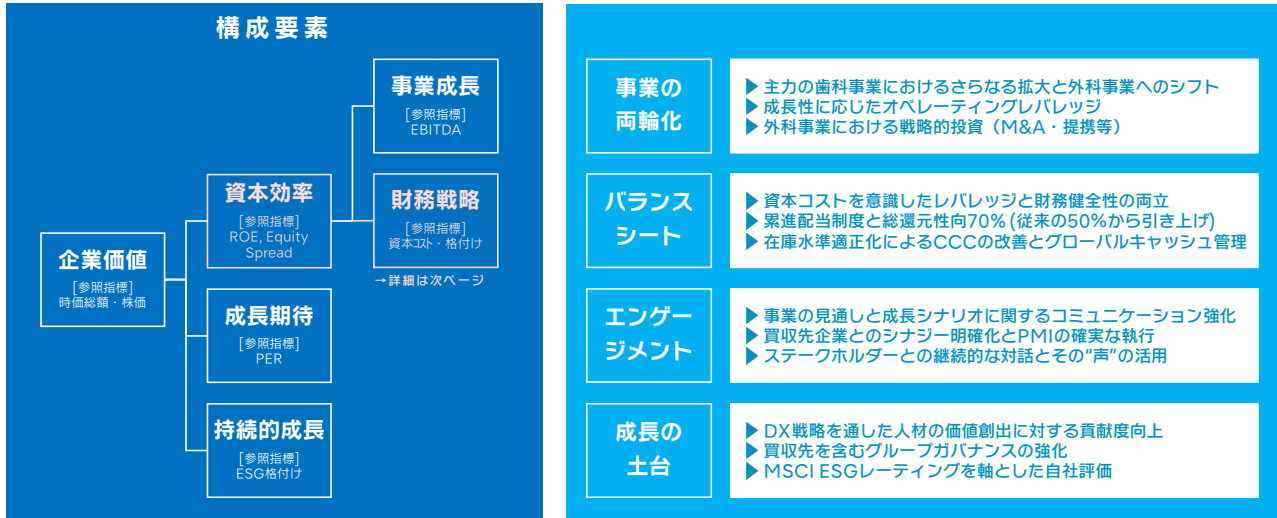 構成要素
企業価値
[参照指標]
時価総額・株価
資本効率
[参照指標]
ROE, Equity
Spread
成長期待
[参照指標]
PER
持続的成長
[参照指標]
ESG格付け
事業成長
[参照指標]
EBITDA
財務戦略
[参照指標]
資本コスト・格付け
→詳細は次ページ
事業の
両輪化
▶主力の歯科事業におけるさらなる拡大と外科事業へのシフト
▶成長性に応じたオペレーティングレバレッジ
▶外科事業における戦略的投資（M&A・提携等）
バランス
シート
▶資本コストを意識したレバレッジと財務健全性の両立
▶累進配当制度と総還元性向70%(従来の50%から引き上げ)
▶在庫水準適正化によるCCCの改善とグローバルキャッシュ管理
エンゲー
ジメント
▶事業の見通しと成長シナリオに関するコミュニケーション強化
▶買収先企業とのシナジー明確化とPMIの確実な執行
▶ステークホルダーとの継続的な対話とその“声”の活用
成長の
土台
▶DX戦略を通した人材の価値創出に対する貢献度向上
▶買収先を含むグループガバナンスの強化
▶MSCI ESGレーティングを軸とした自社評価